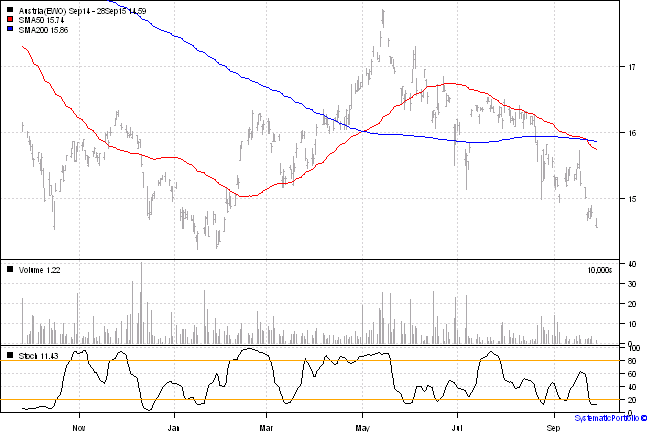 Austria(EWO) Sep14 - 28Sep15 14.59
SMA50 15.74
SMA200 15.86
17
16
15
Volume 1.22
10,000s
40
30
20
10
0
Stoch 11.43
100
80
60
40
20
0
Nov Jan Mar May Jul Sep
SystematicPortfolio ©